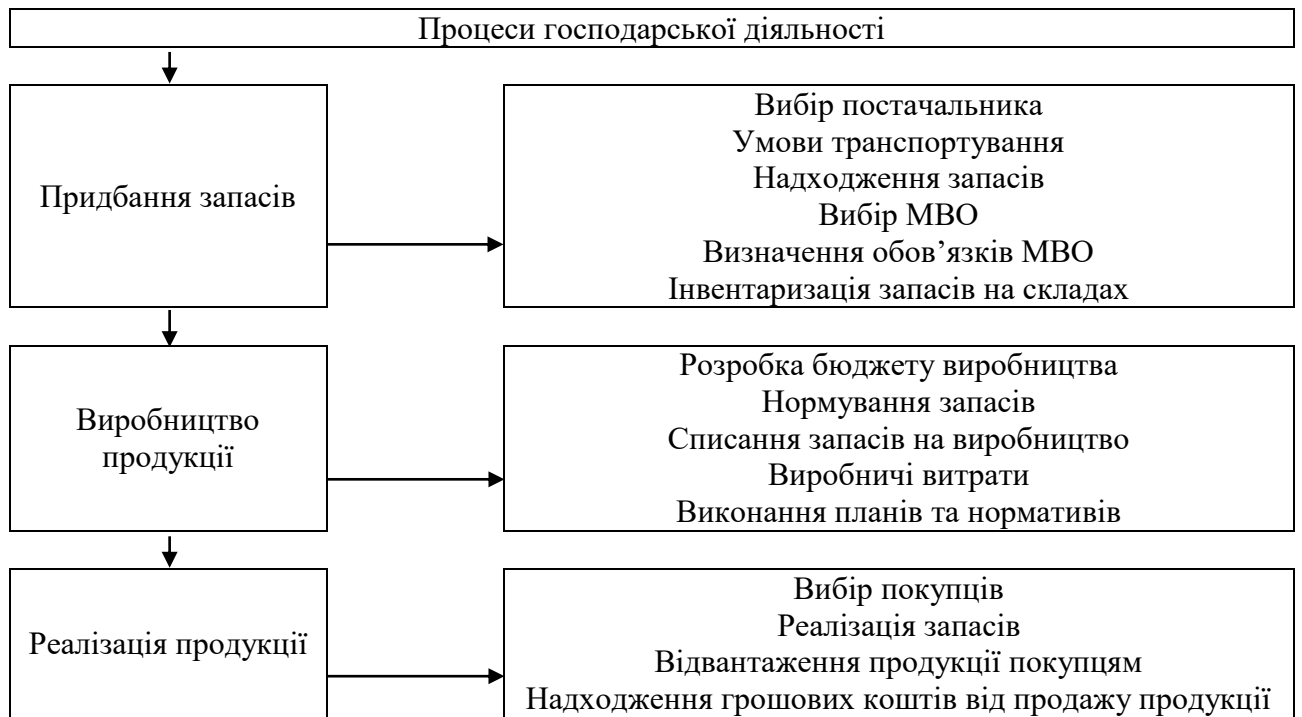 Процеси господарської діяльності
Придбання запасів
Вибір постачальника
Умови транспортування
Надходження запасів
Вибір МВО
Визначення обов’язків МВО
Інвентаризація запасів на складах
Виробництво
продукції
Розробка бюджету виробництва
Нормування запасів
Списання запасів на виробництво
Виробничі витрати
Виконання планів та нормативів
Реалізація продукції
Вибір покупців
Реалізація запасів
Відвантаження продукції покупцям
Надходження грошових коштів від продажу продукції